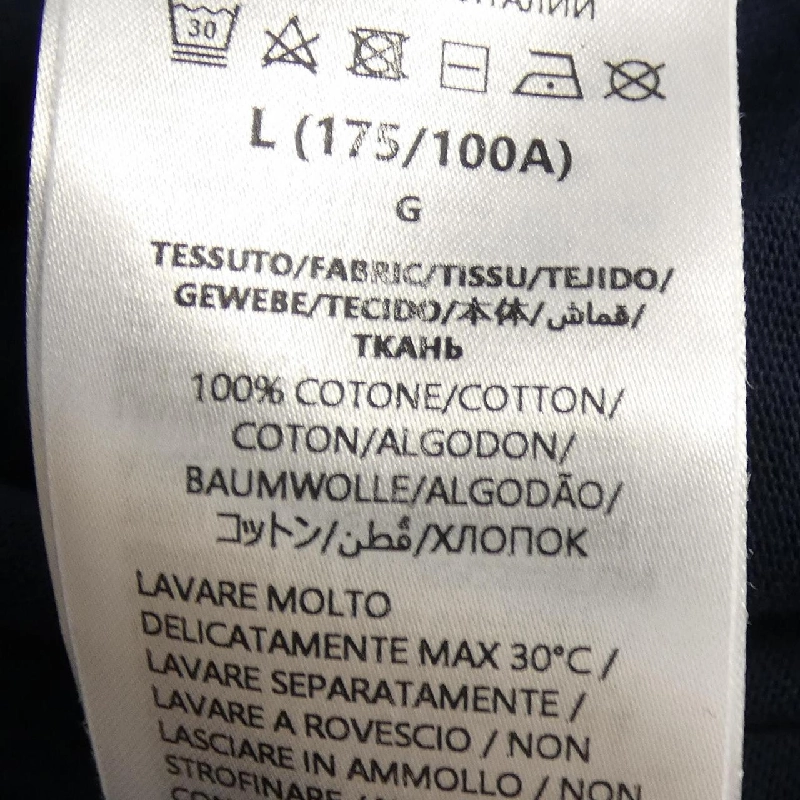 30
L (175/100A)
G
TESSUTO/FABRIC/TISSU/TEJIDO/
GEWEBE/TECIDO/本体/قماش/
ТКАНЬ
100% COTONE/COTTON/
COTON/ALGODON/
BAUMWOLLE/ALGODÃO/
コットン/قُطن/ХЛОПОК
LAVARE MOLTO
DELICATAMENTE MAX 30°C /
LAVARE SEPARATAMENTE /
LAVARE A ROVESCIO / NON
LASCIARE IN AMMOLLO / NON
STROFINARE /